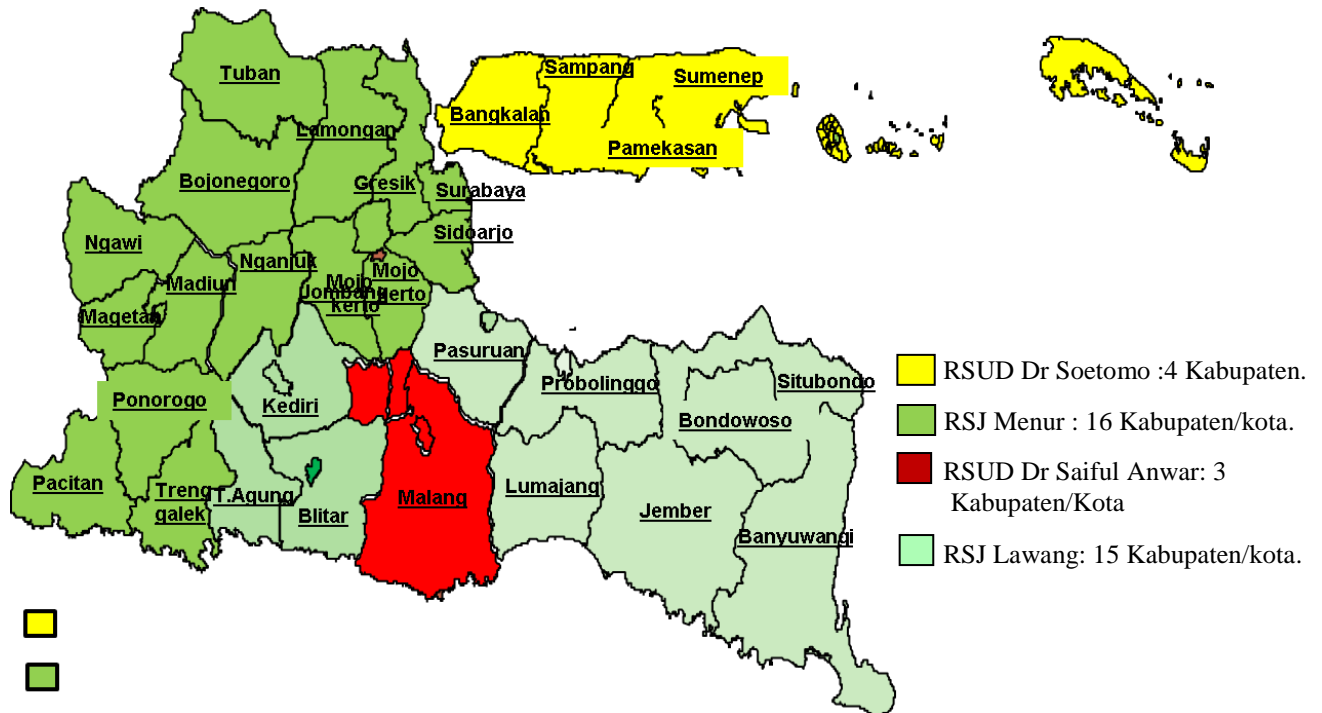 Tuban
Lamongan
Bojonegoro
Gresik
Surabaya
Sidoarjo
Ngawi
Nganjuk
Madiun
Magetan
Jombang
Mojo
kerto
Mojo
kerto
Ponorogo
Pacitan
Treng
galek
Kediri
T.Agung
Blitar
Malang
Pasuruan
Probolinggo
Lumajang
Situbondo
Bondowoso
Jember
Banyuwangi
Bangkalan
Sampang
Sumenep
Pamekasan
RSUD Dr Soetomo :4 Kabupaten.
RSJ Menur : 16 Kabupaten/kota.
RSUD Dr Saiful Anwar: 3
Kabupaten/Kota
RSJ Lawang: 15 Kabupaten/kota.